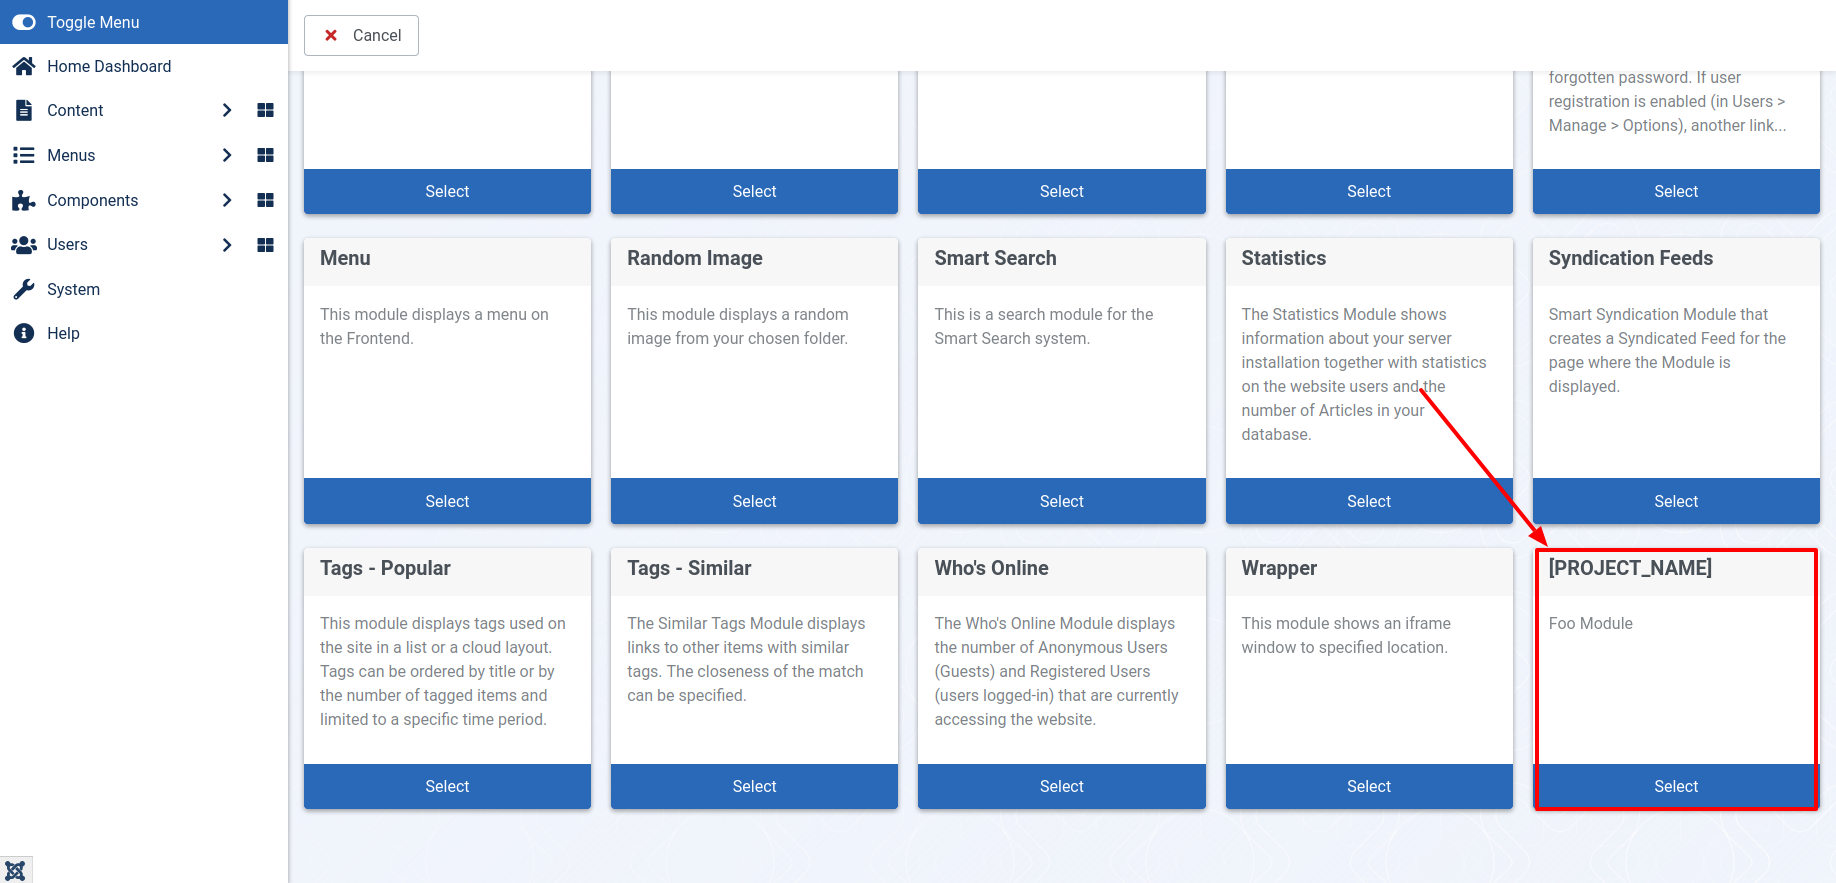 Toggle Menu
Home Dashboard
Content
Menus
Components
Users
System
Help
Cancel
forgotten password. If user
registration is enabled (in Users >
Manage > Options), another link...
Select
Select
Select
Select
Select
Menu
This module displays a menu on
the Frontend.
Select
Random Image
This module displays a random
image from your chosen folder.
Select
Smart Search
This is a search module for the
Smart Search system.
Select
Statistics
The Statistics Module shows
information about your server
installation together with statistics
on the website users and the
number of Articles in your
database.
Select
Syndication Feeds
Smart Syndication Module that
creates a Syndicated Feed for the
page where the Module is
displayed.
Select
Tags - Popular
This module displays tags used on
the site in a list or a cloud layout.
Tags can be ordered by title or by
the number of tagged items and
limited to a specific time period.
Select
Tags - Similar
The Similar Tags Module displays
links to other items with similar
tags. The closeness of the match
can be specified.
Select
Who's Online
The Who's Online Module displays
the number of Anonymous Users
(Guests) and Registered Users
(users logged-in) that are currently
accessing the website.
Select
Wrapper
This module shows an iframe
window to specified location.
Select
[PROJECT_NAME]
Foo Module
Select